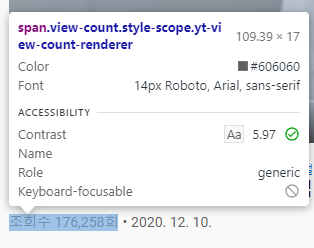 span.view-count.style-scope.yt-vi
ew-count-renderer 109.39 × 17
Color #606060
Font 14px Roboto, Arial, sans-serif
ACCESSIBILITY
Contrast Aa 5.97
Name
Role generic
Keyboard-focusable
조회수 176,258회 • 2020. 12. 10.